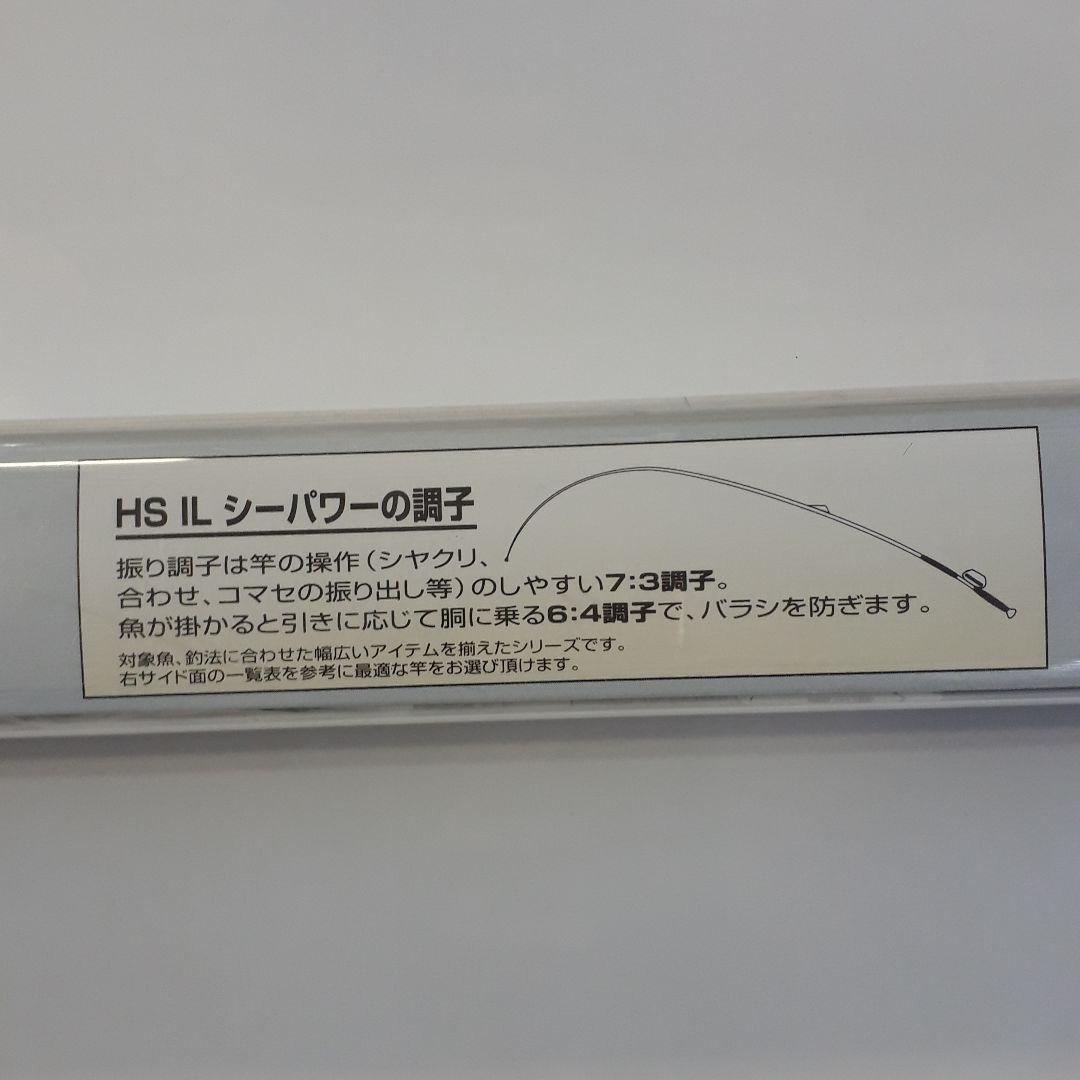 HS IL シーパワーの調子
振り調子は竿の操作（シヤクリ、
合わせ、コマセの振り出し等）のしやすい7:3調子。
魚が掛かると引きに応じて胴に乗る6:4調子で、バラシを防ぎます。
対象魚、釣法に合わせた幅広いアイテムを揃えたシリーズです。
右サイド面の一覧表を参考に最適な竿をお選び頂けます。